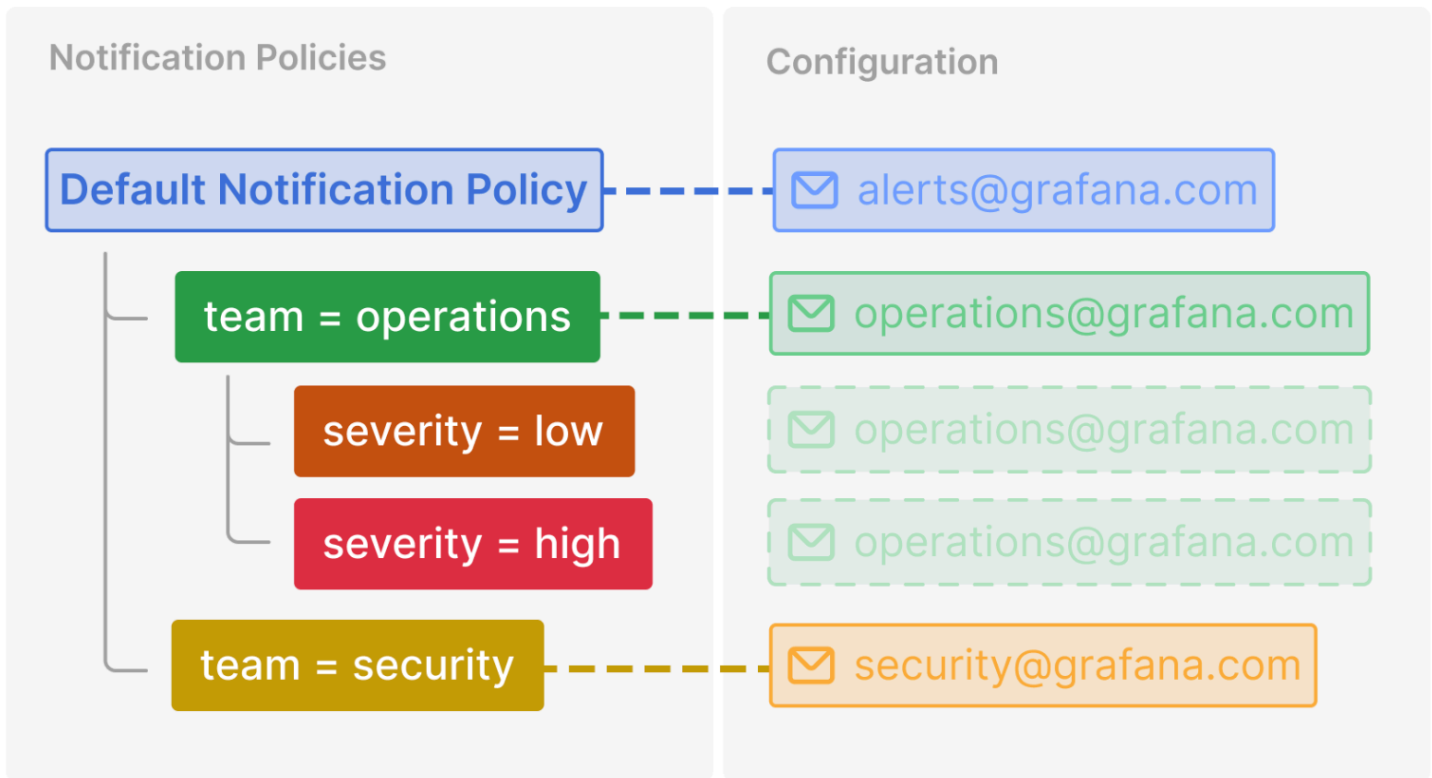 Notification Policies
Configuration
Default Notification Policy
alerts@grafana.com
team = operations
operations@grafana.com
severity = low
operations@grafana.com
severity = high
operations@grafana.com
team = security
security@grafana.com